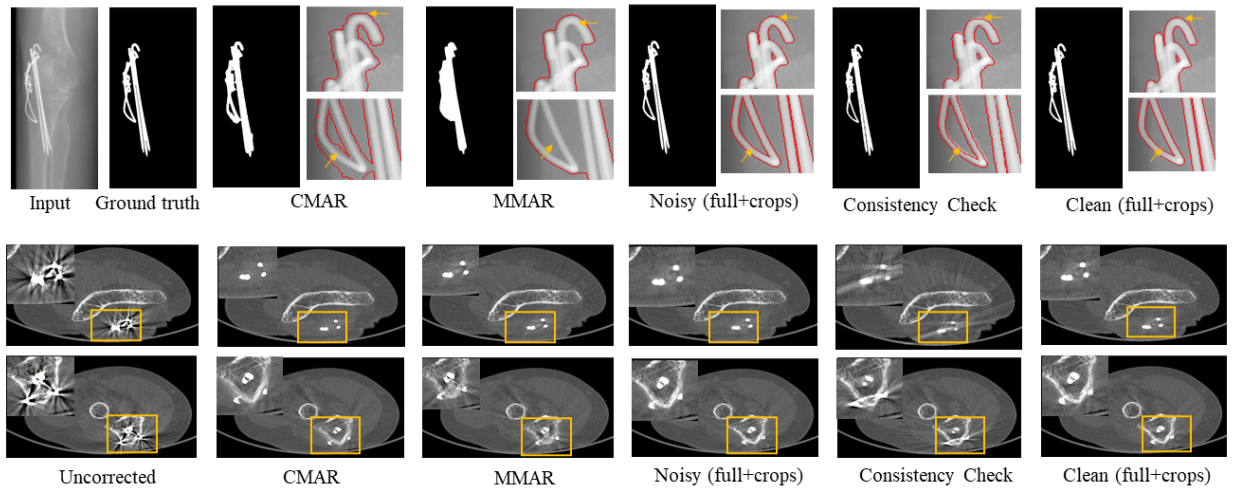 Input Ground truth CMAR MMAR Noisy (full+crops) Consistency Check Clean (full+crops)
Uncorrected CMAR MMAR Noisy (full+crops) Consistency Check Clean (full+crops)